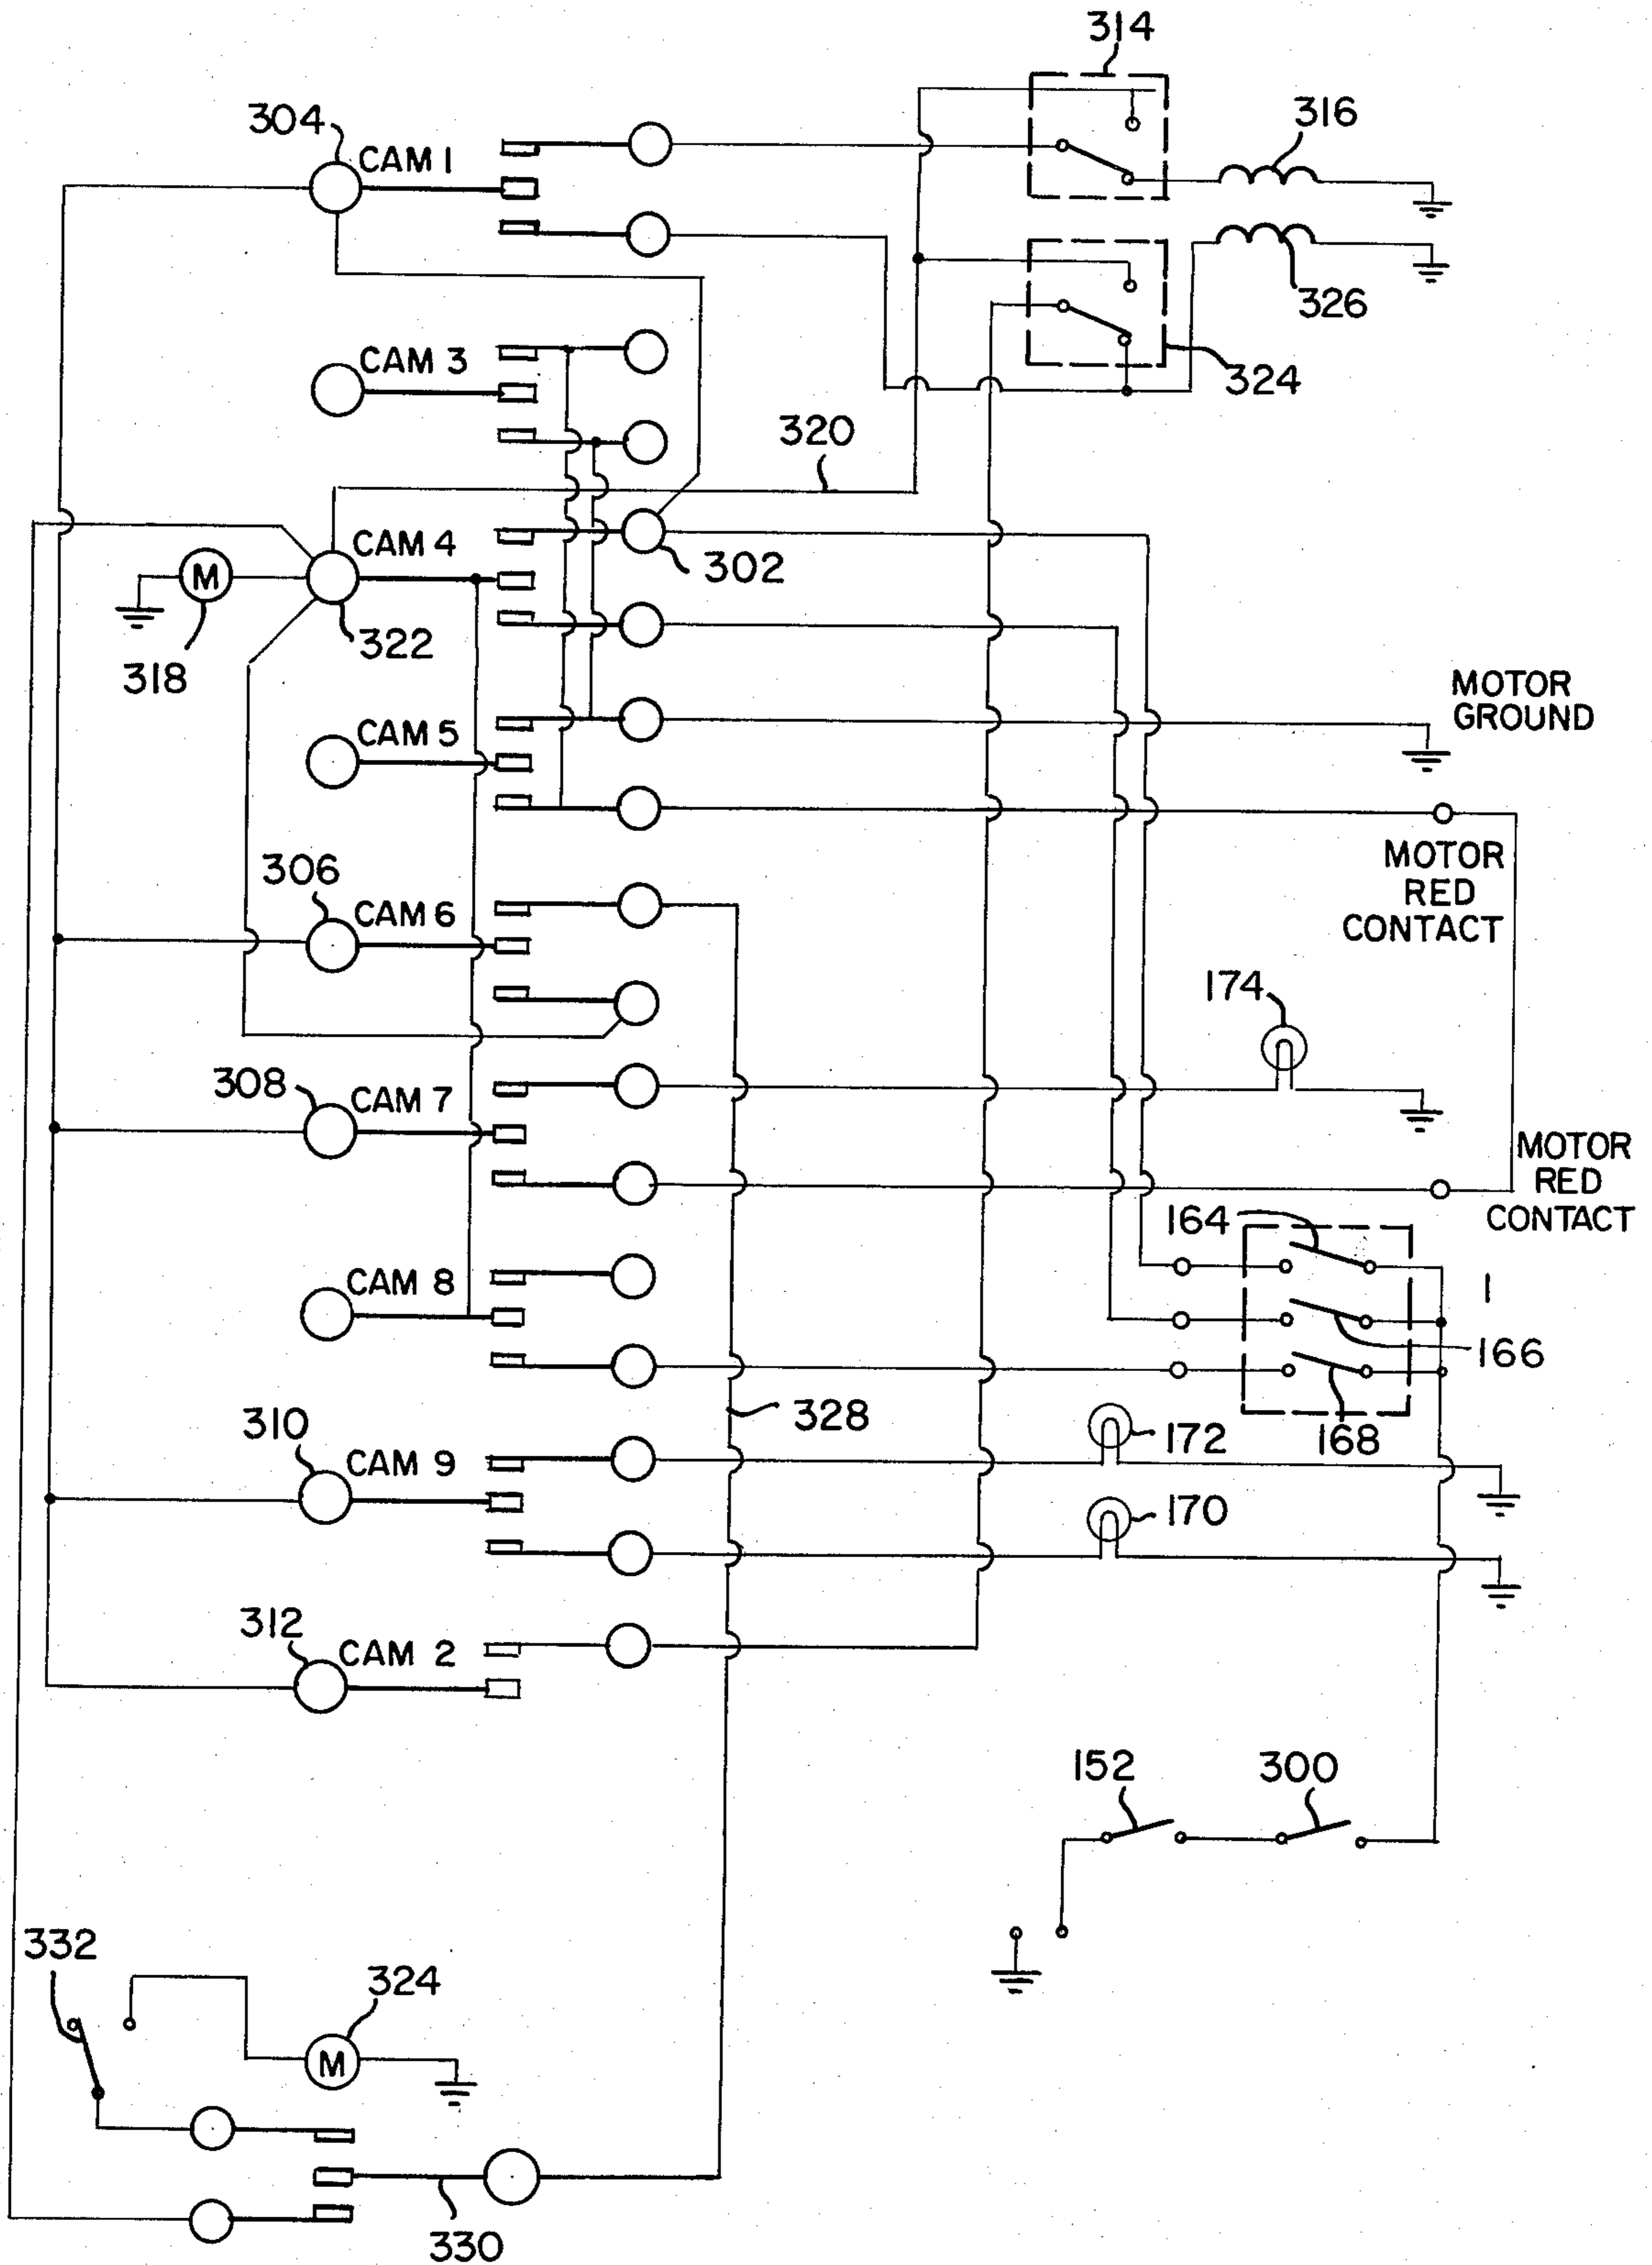 314
304
CAM 1
316
326
CAM 3
324
320
CAM 4
302
M
322
318
MOTOR
GROUND
CAM 5
306
MOTOR
RED
CONTACT
CAM 6
174
308
CAM 7
MOTOR
RED
CONTACT
164
CAM 8
1
166
328
168
310
CAM 9
172
170
312
CAM 2
152
300
332
324
M
330